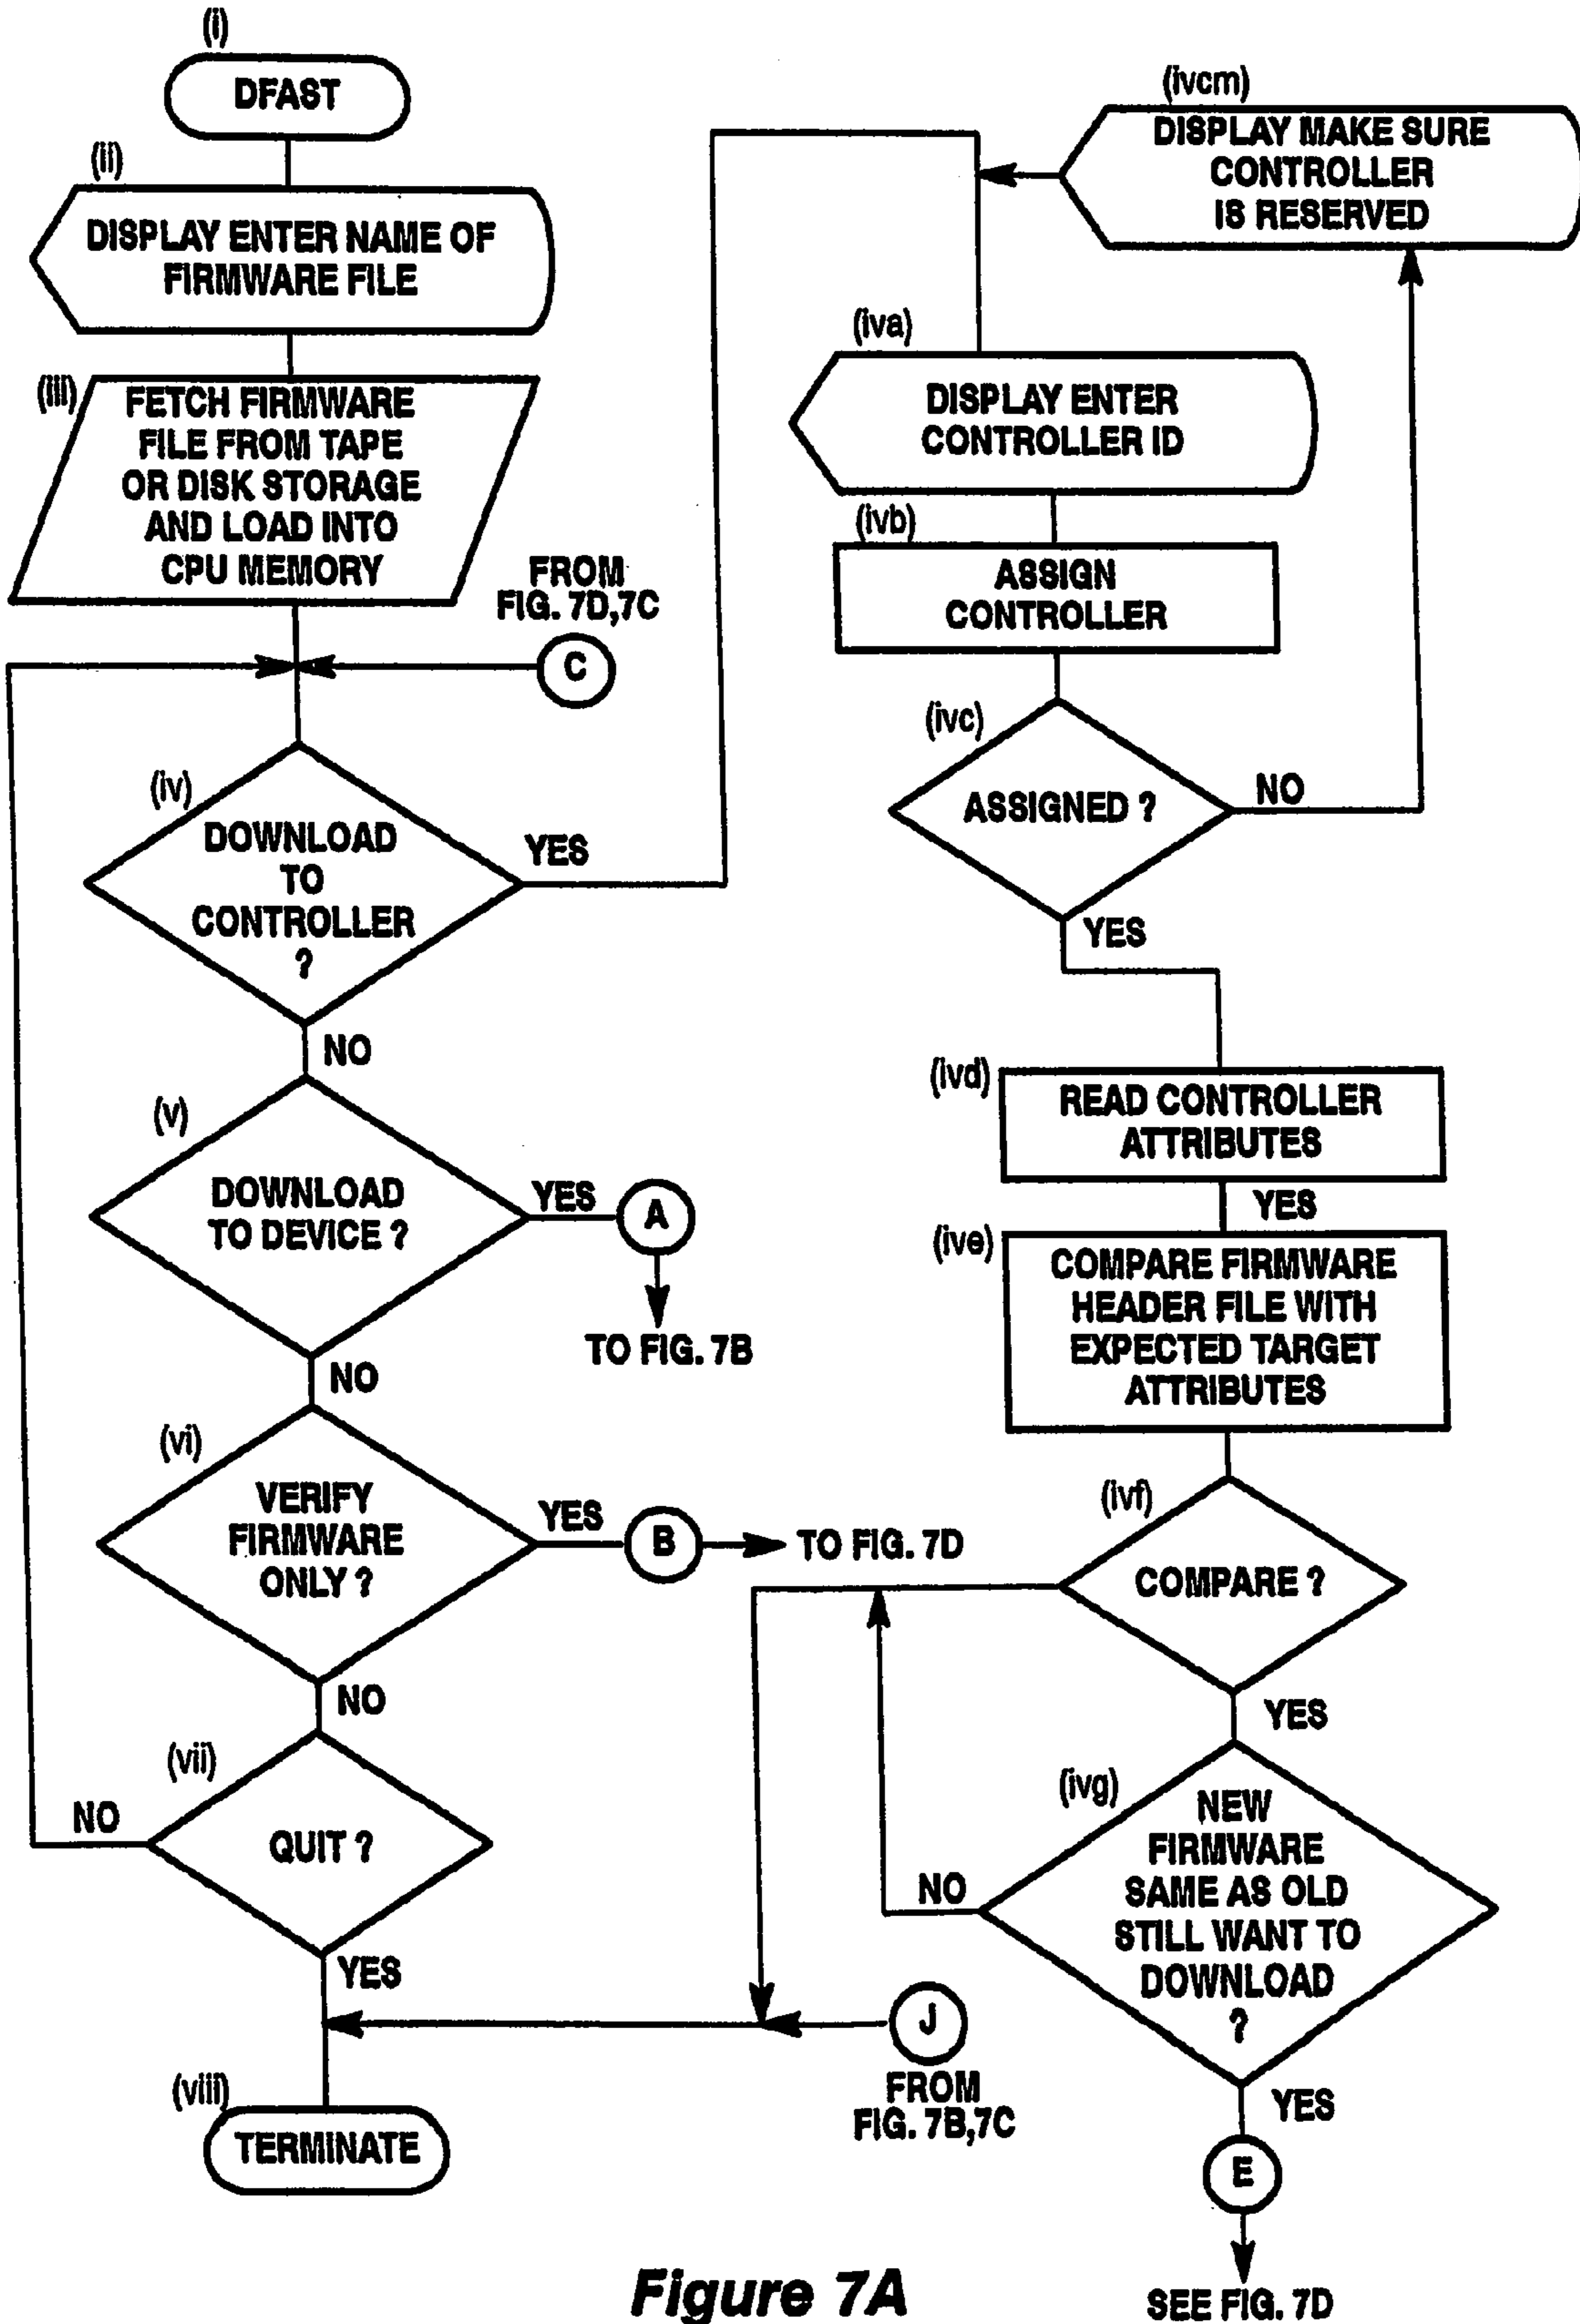 (i)
DFAST
(ii)
DISPLAY ENTER NAME OF
FIRMWARE FILE
(iii)
FETCH FIRMWARE
FILE FROM TAPE
OR DISK STORAGE
AND LOAD INTO
CPU MEMORY
FROM
FIG. 7D,7C
C
(iv)
DOWNLOAD
TO
CONTROLLER
?
YES
NO
(v)
DOWNLOAD
TO DEVICE ?
YES
A
TO FIG. 7B
NO
(vi)
VERIFY
FIRMWARE
ONLY ?
YES
B
TO FIG. 7D
NO
(vii)
QUIT ?
NO
YES
(viii)
TERMINATE
(ivcm)
DISPLAY MAKE SURE
CONTROLLER
IS RESERVED
(iva)
DISPLAY ENTER
CONTROLLER ID
(ivb)
ASSIGN
CONTROLLER
(ivc)
ASSIGNED ?
NO
YES
(ivd)
READ CONTROLLER
ATTRIBUTES
YES
(ive)
COMPARE FIRMWARE
HEADER FILE WITH
EXPECTED TARGET
ATTRIBUTES
(ivf)
COMPARE ?
YES
(ivg)
NEW
FIRMWARE
SAME AS OLD
STILL WANT TO
DOWNLOAD
?
NO
J
FROM
FIG. 7B,7C
YES
E
SEE FIG. 7D
Figure 7A